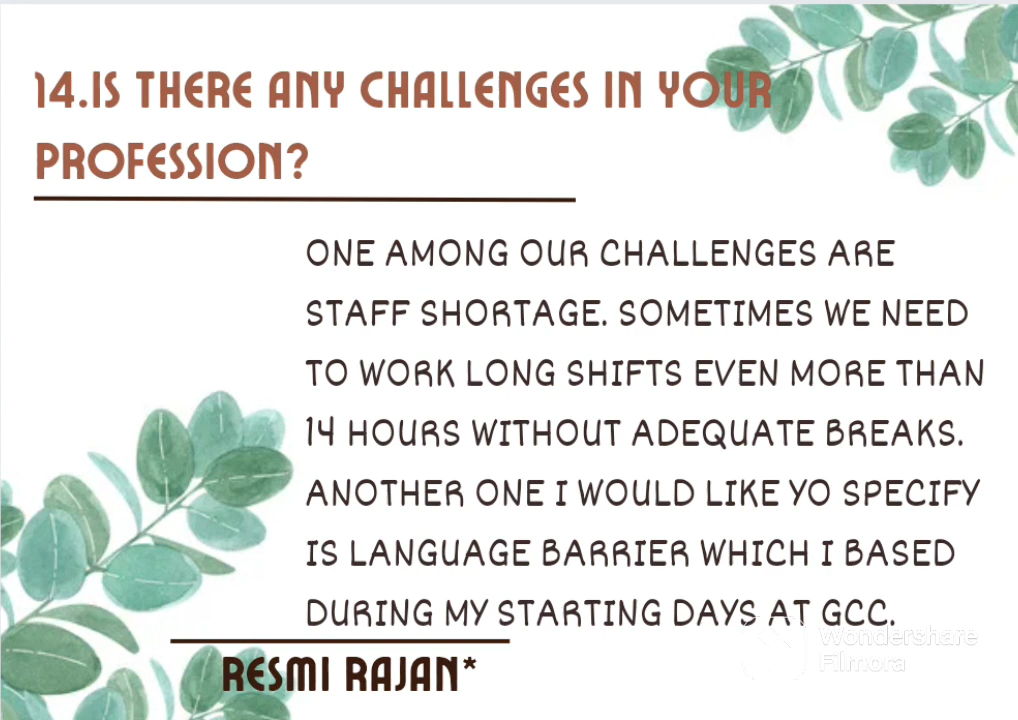 14.IS THERE ANY CHALLENGES IN YOUR
PROFESSION?
ONE AMONG OUR CHALLENGES ARE
STAFF SHORTAGE. SOMETIMES WE NEED
TO WORK LONG SHIFTS EVEN MORE THAN
14 HOURS WITHOUT ADEQUATE BREAKS.
ANOTHER ONE I WOULD LIKE YO SPECIFY
IS LANGUAGE BARRIER WHICH I BASED
DURING MY STARTING DAYS AT GCC.
Wondershare
Filmora
RESMI RAJAN*